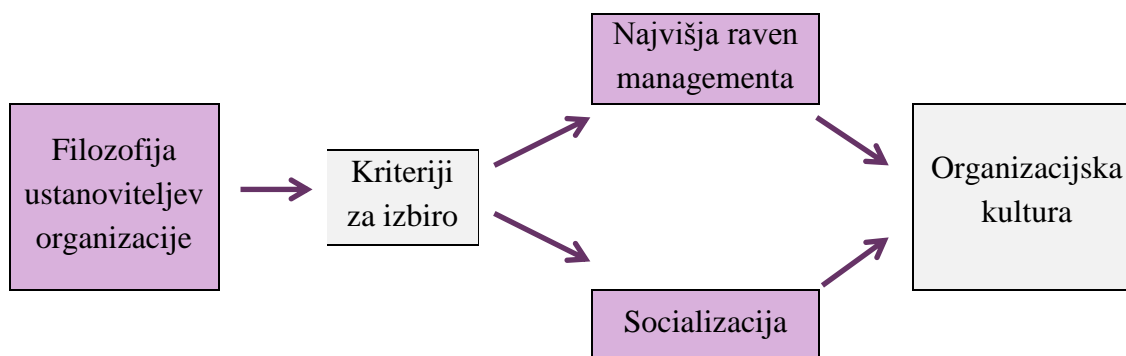 Filozofija
ustanoviteljev
organizacije
Kriteriji
za izbiro
Najvišja raven
managementa
Socializacija
Organizacijska
kultura